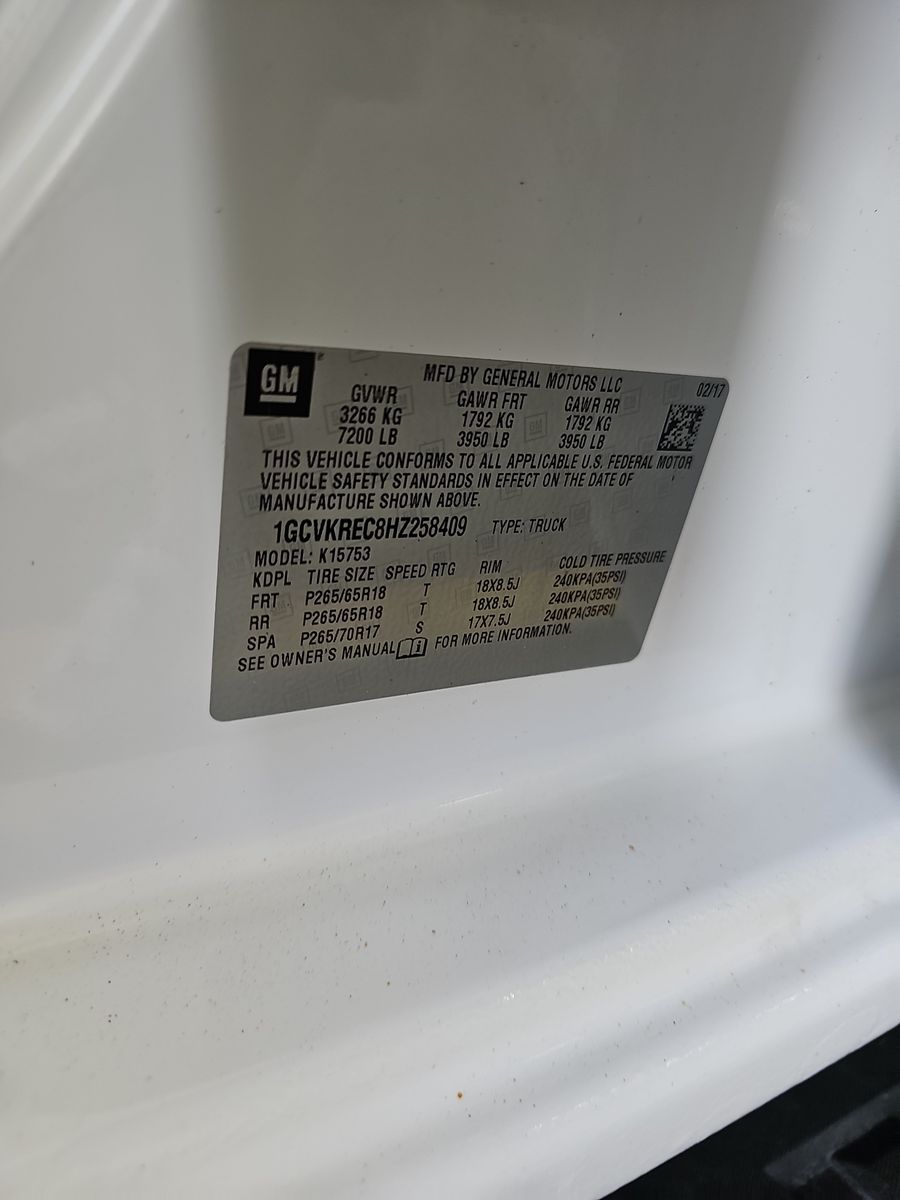 GM
MFD BY GENERAL MOTORS LLC 02/17
GVWR GAWR FRT GAWR RR
3266 KG 1792 KG 1792 KG
7200 LB 3950 LB 3950 LB
THIS VEHICLE CONFORMS TO ALL APPLICABLE U.S. FEDERAL MOTOR
VEHICLE SAFETY STANDARDS IN EFFECT ON THE DATE OF
MANUFACTURE SHOWN ABOVE.
1GCVKREC8HZ258409 TYPE: TRUCK
MODEL: K15753
KDPL TIRE SIZE SPEED RTG RIM COLD TIRE PRESSURE
FRT P265/65R18 T 18X8.5J 240KPA(35PSI)
RR P265/65R18 T 18X8.5J 240KPA(35PSI)
SPA P265/70R17 S 17X7.5J 240KPA(35PSI)
SEE OWNER'S MANUAL i FOR MORE INFORMATION.